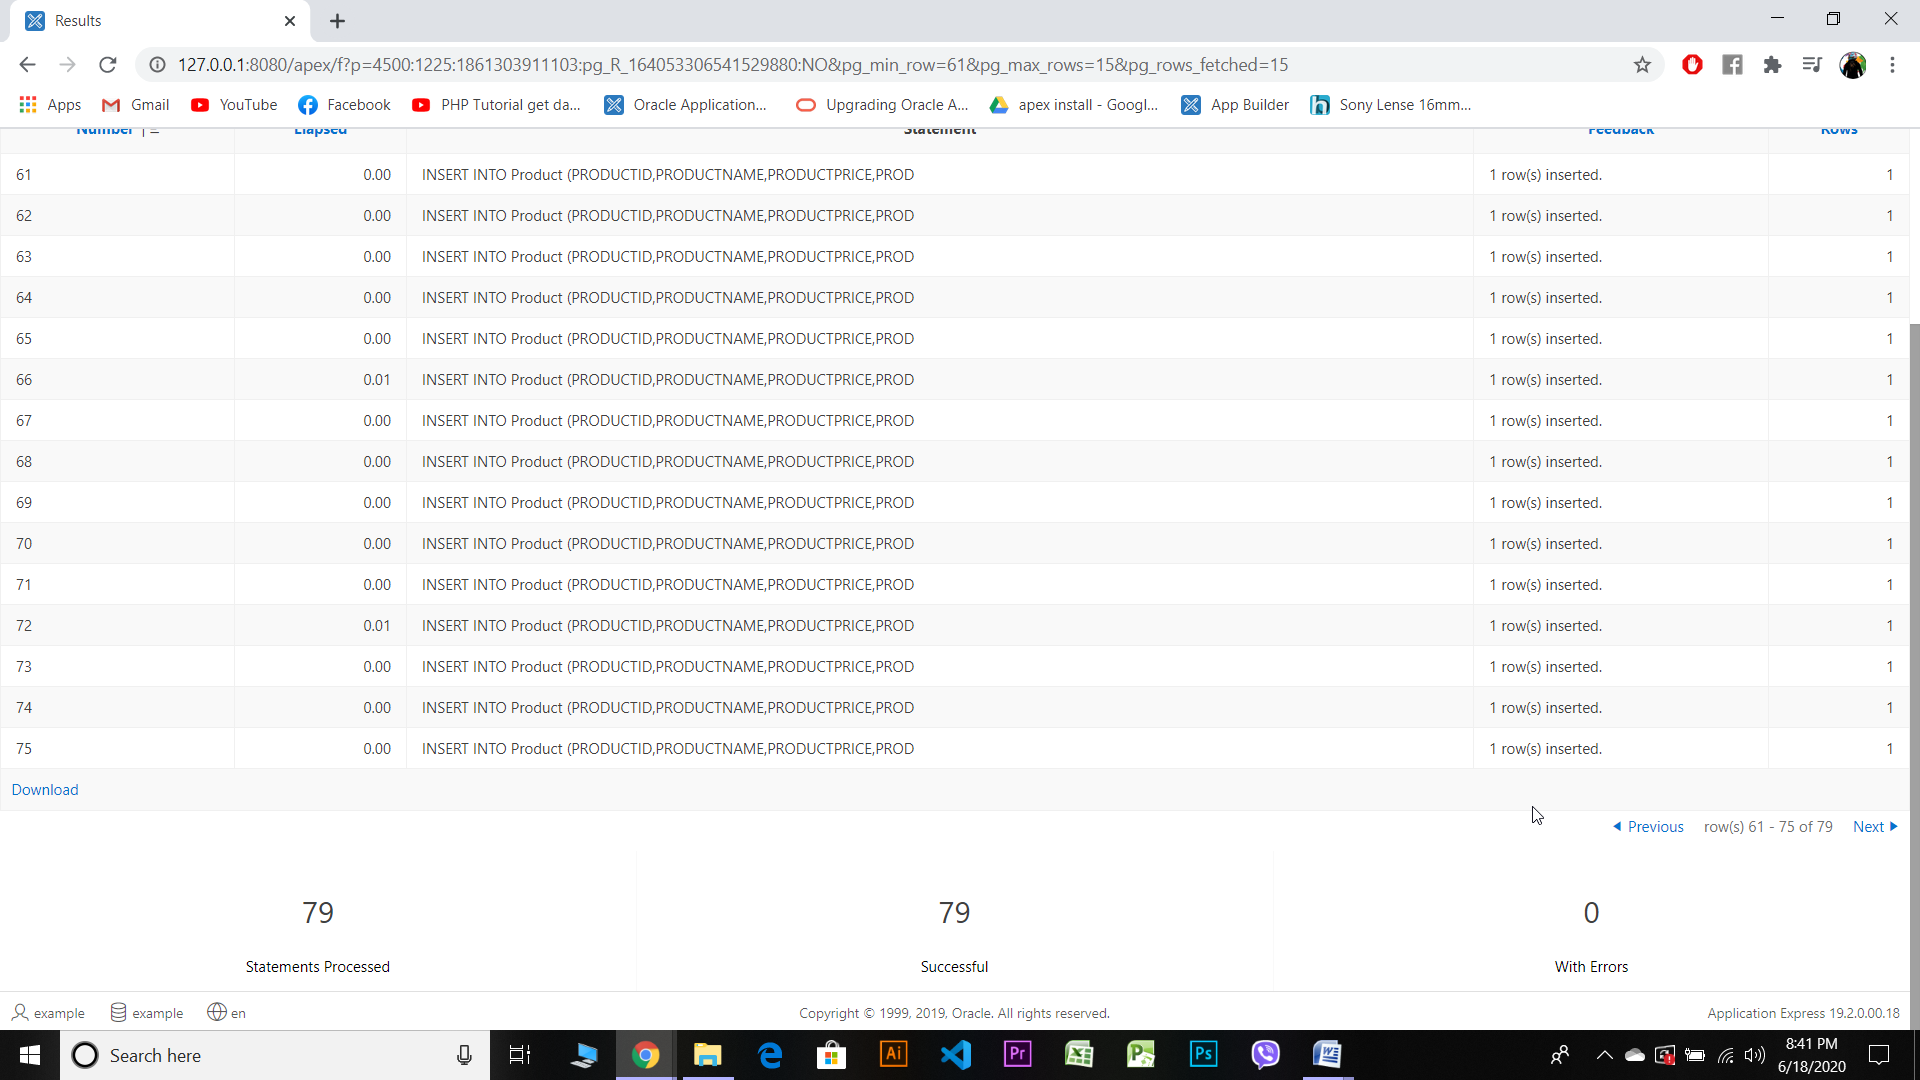 Results
127.0.0.1:8080/apex/f?p=4500:1225:1861303911103:pg_R_164053306541529880:NO&pg_min_row=61&pg_max_rows=15&pg_rows_fetched=15
Apps Gmail YouTube Facebook PHP Tutorial get da... Oracle Application... Upgrading Oracle A... apex install - Googl... App Builder Sony Lense 16mm...
Number Elapsed Statement Feedback Rows
61 0.00 INSERT INTO Product (PRODUCTID,PRODUCTNAME,PRODUCTPRICE,PROD 1 row(s) inserted. 1
62 0.00 INSERT INTO Product (PRODUCTID,PRODUCTNAME,PRODUCTPRICE,PROD 1 row(s) inserted. 1
63 0.00 INSERT INTO Product (PRODUCTID,PRODUCTNAME,PRODUCTPRICE,PROD 1 row(s) inserted. 1
64 0.00 INSERT INTO Product (PRODUCTID,PRODUCTNAME,PRODUCTPRICE,PROD 1 row(s) inserted. 1
65 0.00 INSERT INTO Product (PRODUCTID,PRODUCTNAME,PRODUCTPRICE,PROD 1 row(s) inserted. 1
66 0.01 INSERT INTO Product (PRODUCTID,PRODUCTNAME,PRODUCTPRICE,PROD 1 row(s) inserted. 1
67 0.00 INSERT INTO Product (PRODUCTID,PRODUCTNAME,PRODUCTPRICE,PROD 1 row(s) inserted. 1
68 0.00 INSERT INTO Product (PRODUCTID,PRODUCTNAME,PRODUCTPRICE,PROD 1 row(s) inserted. 1
69 0.00 INSERT INTO Product (PRODUCTID,PRODUCTNAME,PRODUCTPRICE,PROD 1 row(s) inserted. 1
70 0.00 INSERT INTO Product (PRODUCTID,PRODUCTNAME,PRODUCTPRICE,PROD 1 row(s) inserted. 1
71 0.00 INSERT INTO Product (PRODUCTID,PRODUCTNAME,PRODUCTPRICE,PROD 1 row(s) inserted. 1
72 0.01 INSERT INTO Product (PRODUCTID,PRODUCTNAME,PRODUCTPRICE,PROD 1 row(s) inserted. 1
73 0.00 INSERT INTO Product (PRODUCTID,PRODUCTNAME,PRODUCTPRICE,PROD 1 row(s) inserted. 1
74 0.00 INSERT INTO Product (PRODUCTID,PRODUCTNAME,PRODUCTPRICE,PROD 1 row(s) inserted. 1
75 0.00 INSERT INTO Product (PRODUCTID,PRODUCTNAME,PRODUCTPRICE,PROD 1 row(s) inserted. 1
Download
Previous row(s) 61 - 75 of 79 Next
79 79 0
Statements Processed Successful With Errors
example example en Copyright © 1999, 2019, Oracle. All rights reserved. Application Express 19.2.0.00.18
Search here Ai Pr Ps 8:41 PM
6/18/2020